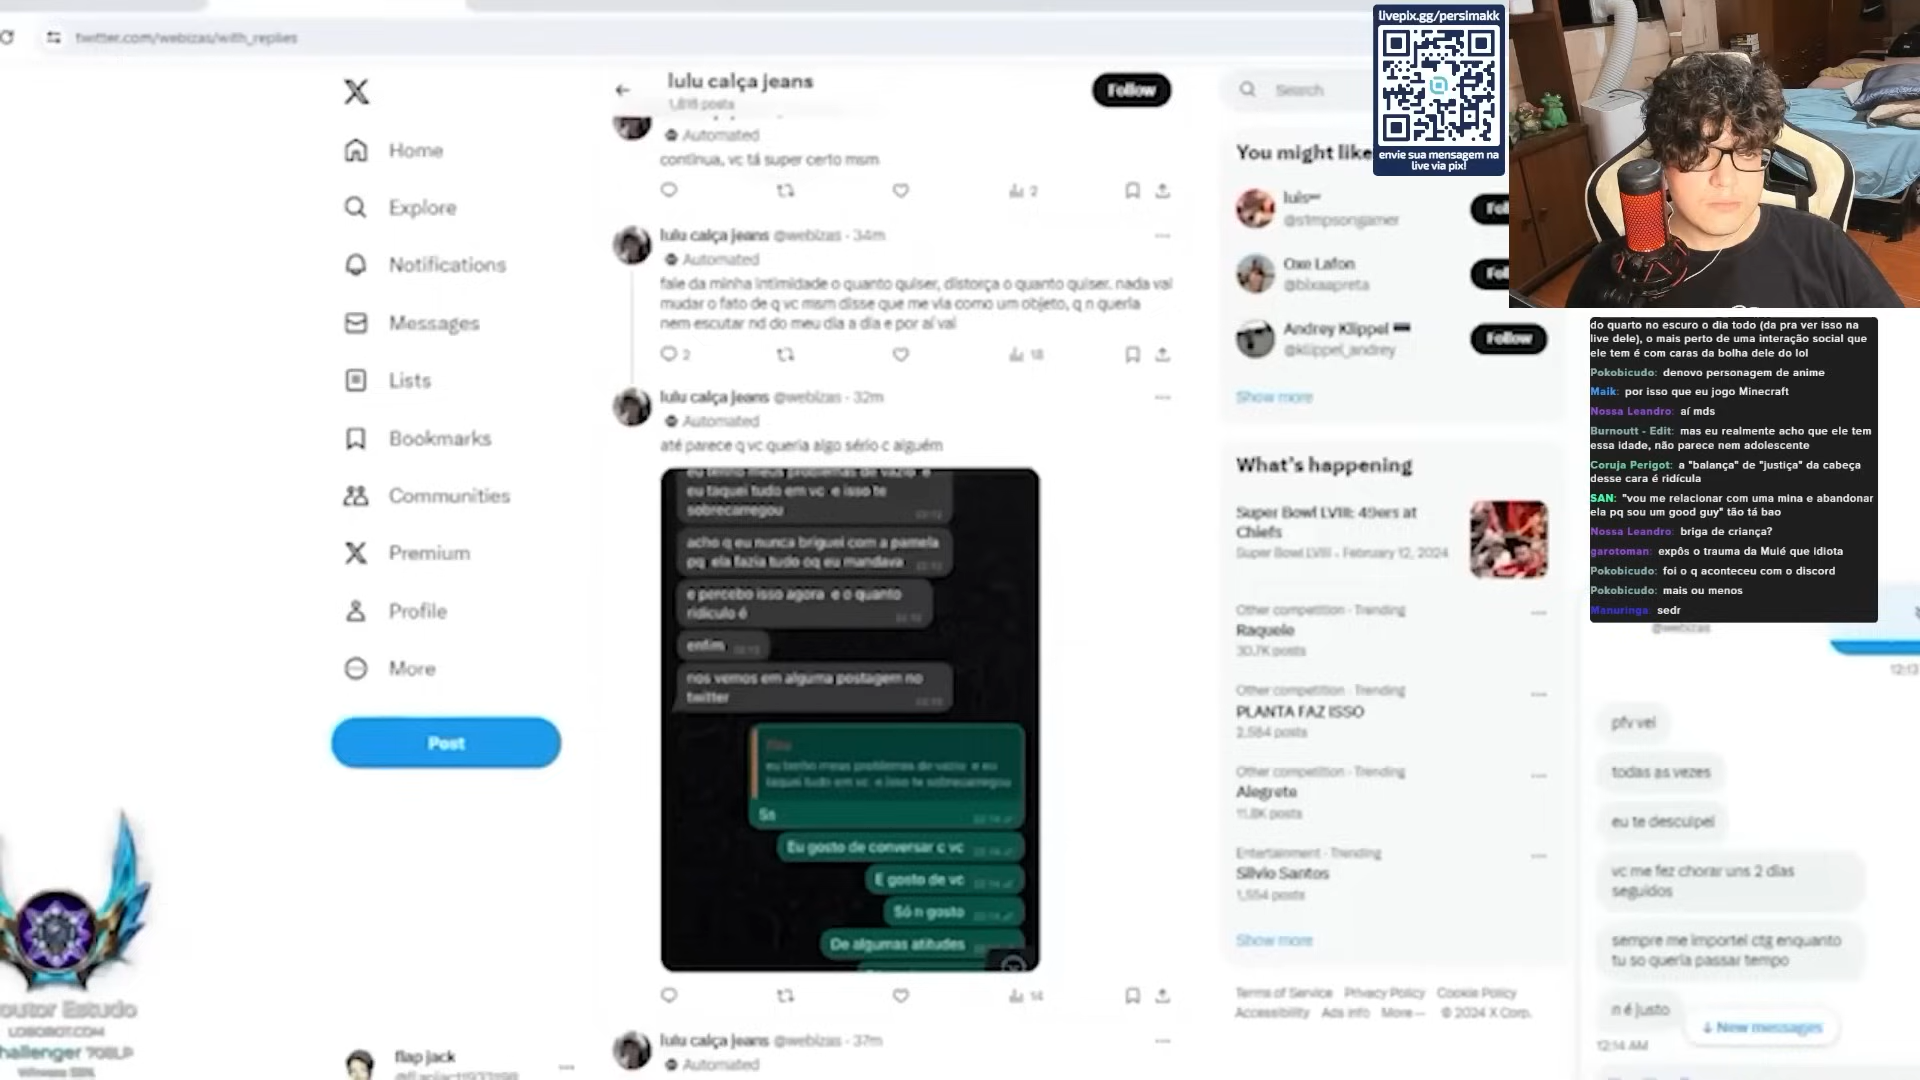 twitter.com/webizas/with_replies
Home
Explore
Notifications
Messages
Lists
Bookmarks
Communities
Premium
Profile
More
Post
flap jack
lulu calça jeans
1,818 posts
Follow
Automated
continua, vc tá super certo msm
2
lulu calça jeans @webizas · 34m
Automated
fale da minha intimidade o quanto quiser, distorça o quanto quiser. nada vai
mudar o fato de q vc msm disse que me via como um objeto, q n queria
nem escutar nd do meu dia a dia e por aí vai
2
18
lulu calça jeans @webizas · 32m
Automated
até parece q vc queria algo sério c alguém
eu tenho meus problemas de vazio e
eu taquei tudo em vc e isso te
sobrecarregou
acho q eu nunca briguei com a pamela
pq ela fazia tudo oq eu mandava
e percebo isso agora e o quanto
ridículo é
enfim
nos vemos em alguma postagem no
twitter
eu tenho meus problemas de vazio e eu
taquei tudo em vc e isso te sobrecarregou
Sn
Eu gosto de conversar c vc
E gosto de vc
Só n gosto
De algumas atitudes
14
lulu calça jeans @webizas · 37m
Automated
Search
You might like
luis
@s1mpsongamer
Oxe Lafon
@bixaapreta
Andrey Klippel
@klippel_andrey
Follow
Show more
What's happening
Super Bowl LVIII: 49ers at
Chiefs
Super Bowl LVIII · February 12, 2024
Other competition · Trending
Raquele
30.7K posts
Other competition · Trending
PLANTA FAZ ISSO
2,584 posts
Other competition · Trending
Alegrete
11.8K posts
Entertainment · Trending
Silvio Santos
1,554 posts
Show more
Terms of Service Privacy Policy Cookie Policy
Accessibility Ads info More··· © 2024 X Corp.
livepix.gg/persimakk
envie sua mensagem na
live via pix!
do quarto no escuro o dia todo (da pra ver isso na
live dele), o mais perto de uma interação social que
ele tem é com caras da bolha dele do lol
Pokobicudo: denovo personagem de anime
Maik: por isso que eu jogo Minecraft
Nossa Leandro: aí mds
Burnoutt - Edit: mas eu realmente acho que ele tem
essa idade, não parece nem adolescente
Coruja Perigot: a "balança" de "justiça" da cabeça
desse cara é ridícula
SAN: "vou me relacionar com uma mina e abandonar
ela pq sou um good guy" tão tá bao
Nossa Leandro: briga de criança?
garotoman: expôs o trauma da Muié que idiota
Pokobicudo: foi o q aconteceu com o discord
Pokobicudo: mais ou menos
Manuringa: sedr
@webizas
12:13
pfv vei
todas as vezes
eu te desculpei
vc me fez chorar uns 2 dias
seguidos
sempre me importei ctg enquanto
tu so queria passar tempo
n é justo
New messages
12:14 AM
outor Estudo
LOBOBOT.COM
hallenger 708LP